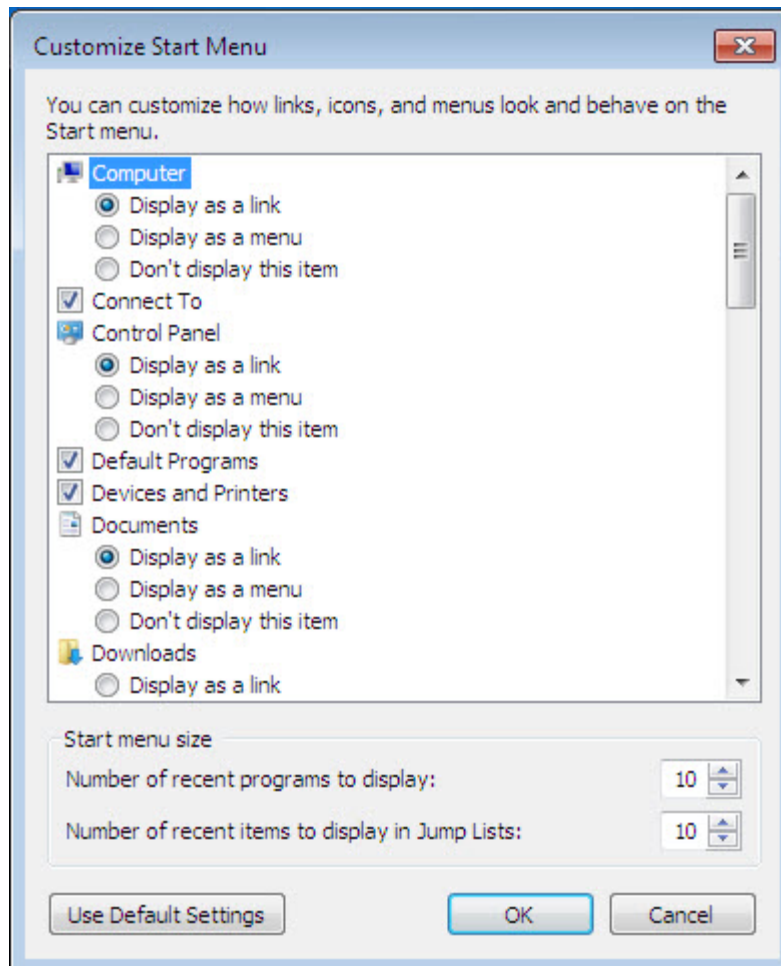 Customize Start Menu
You can customize how links, icons, and menus look and behave on the
Start menu.
Computer
Display as a link
Display as a menu
Don't display this item
Connect To
Control Panel
Display as a link
Display as a menu
Don't display this item
Default Programs
Devices and Printers
Documents
Display as a link
Display as a menu
Don't display this item
Downloads
Display as a link
Start menu size
Number of recent programs to display: 10
Number of recent items to display in Jump Lists: 10
Use Default Settings OK Cancel